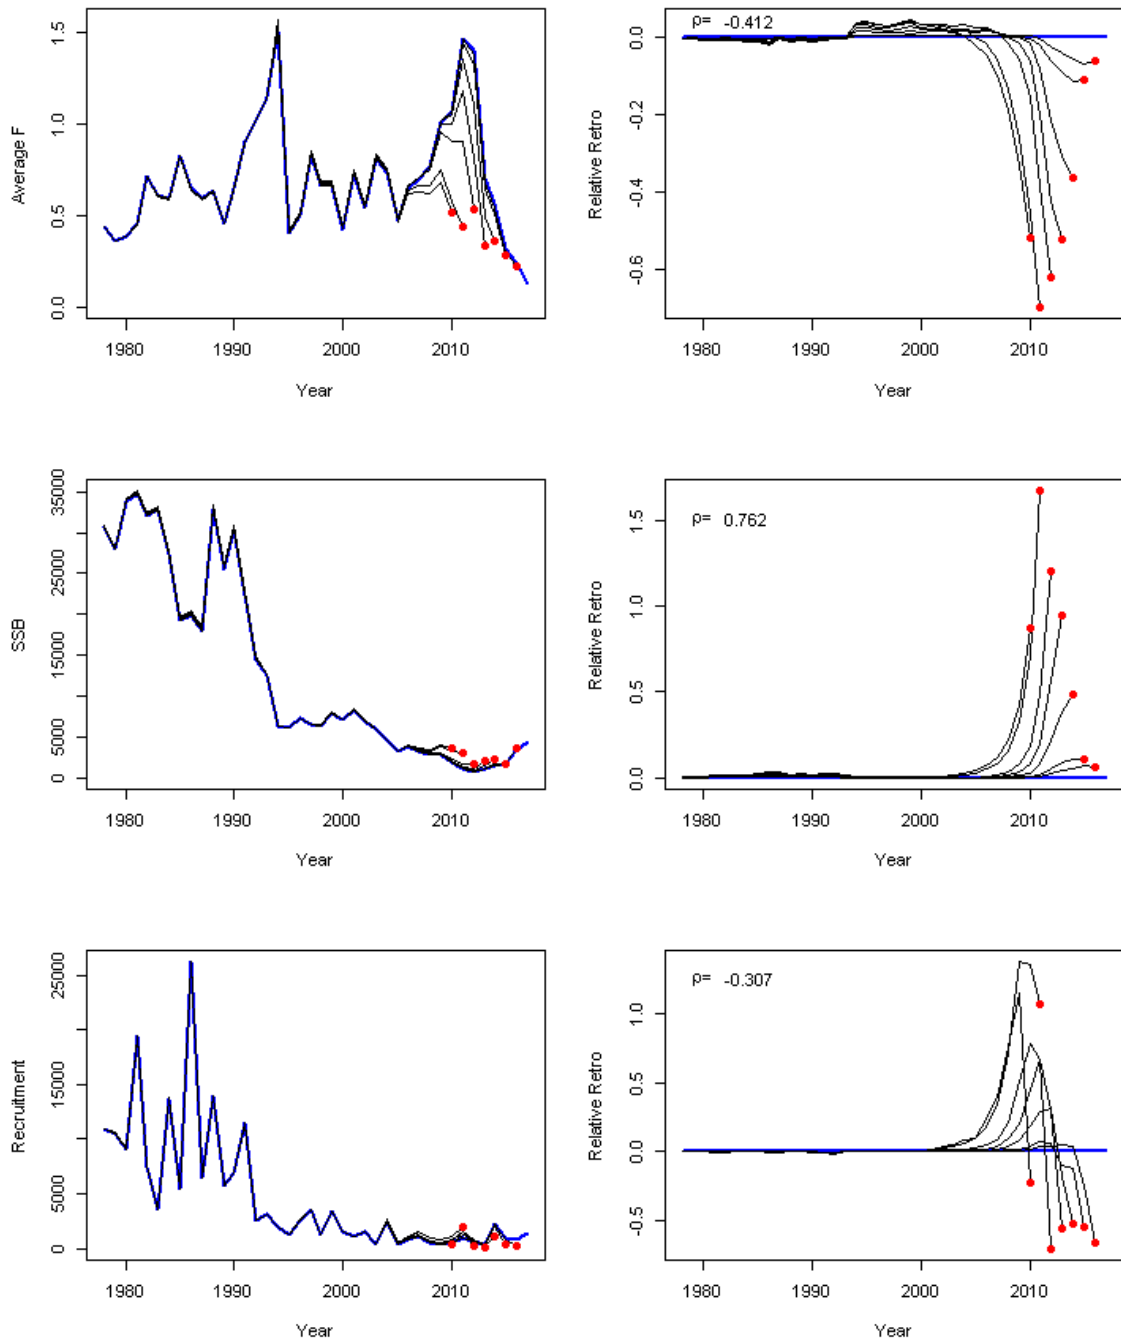 Average F
0.0 0.5 1.0 1.5
1980 1990 2000 2010
Year
ρ= -0.412
Relative Retro
-0.6 -0.4 -0.2 0.0
1980 1990 2000 2010
Year
SSB
0 5000 15000 25000 35000
1980 1990 2000 2010
Year
ρ= 0.762
Relative Retro
0.0 0.5 1.0 1.5
1980 1990 2000 2010
Year
Recruitment
0 5000 15000 25000
1980 1990 2000 2010
Year
ρ= -0.307
Relative Retro
-0.5 0.0 0.5 1.0
1980 1990 2000 2010
Year